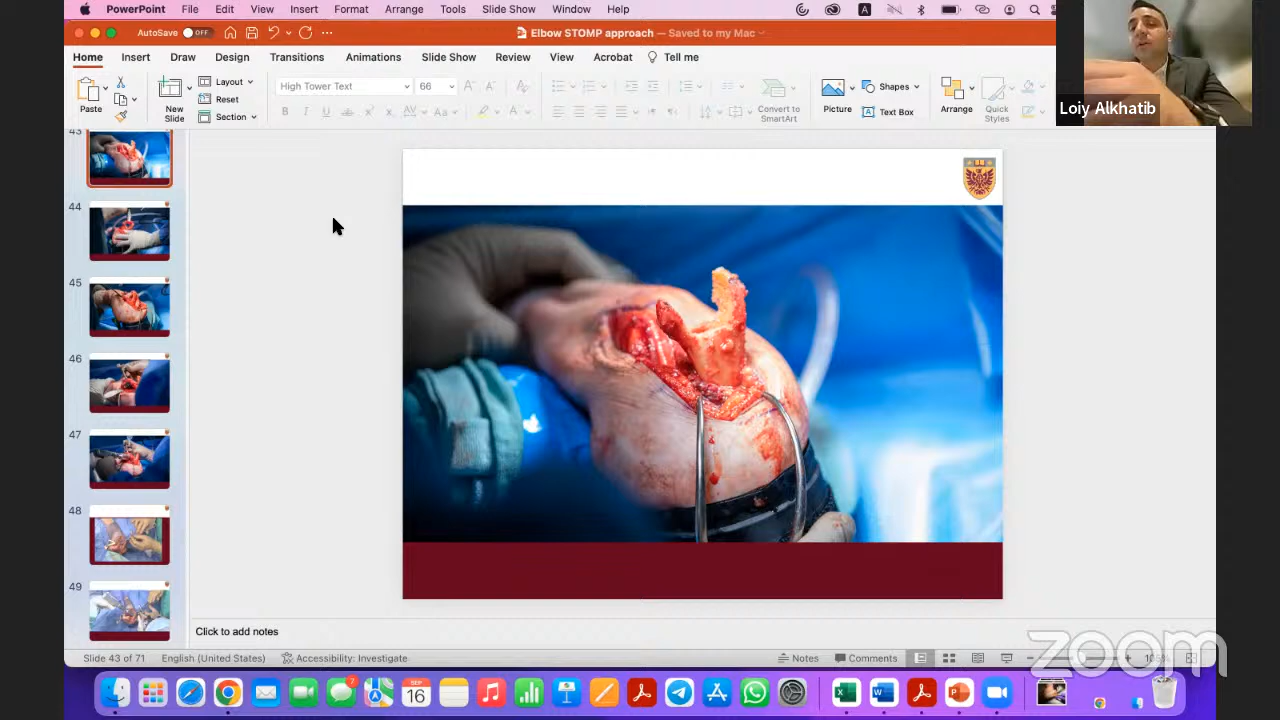 PowerPoint File Edit View Insert Format Arrange Tools Slide Show Window Help
AutoSave OFF Elbow STOMP approach — Saved to my Mac
Home Insert Draw Design Transitions Animations Slide Show Review View Acrobat Tell me
Paste
New Slide
Layout
Reset
Section
High Tower Text 66
Convert to SmartArt
Picture
Shapes
Text Box
Arrange
Quick Styles
Loiy Alkhatib
43
44
45
46
47
48
49
Click to add notes
Slide 43 of 71 English (United States) Accessibility: Investigate Notes Comments
zoom
7
SEP
16